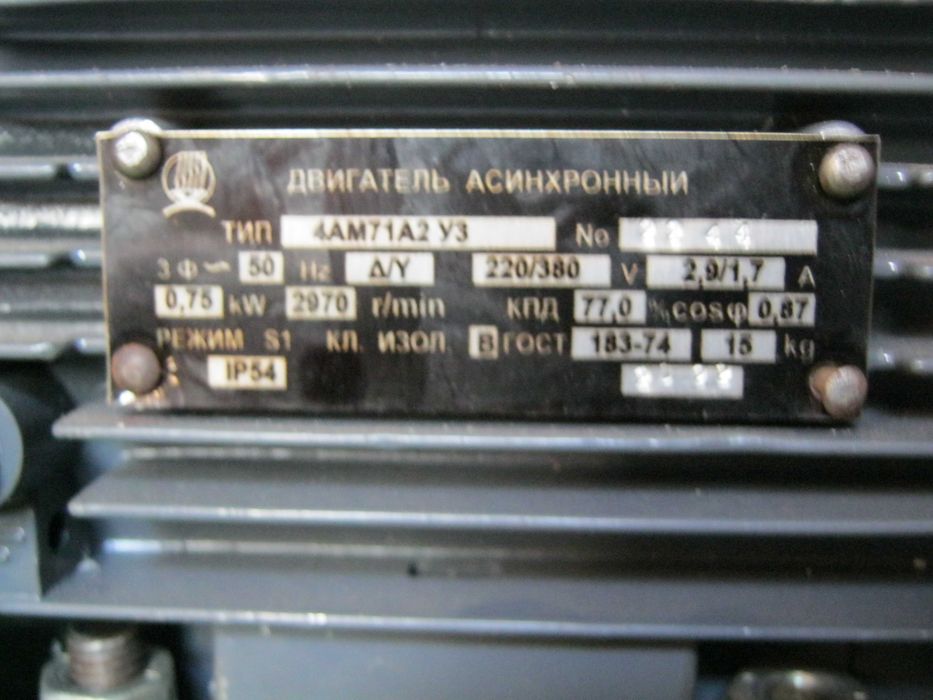 ДВИГАТЕЛЬ АСИНХРОННЫЙ
ТИП 4АМ71А2 У3 No
3 Ф ~ 50 Hz Δ/Y 220/380 V 2,9/1,7 A
0,75 kW 2970 r/min КПД 77,0 % cosφ 0,87
РЕЖИМ S1 КЛ. ИЗОЛ. В ГОСТ 183-74 15 kg
IP54